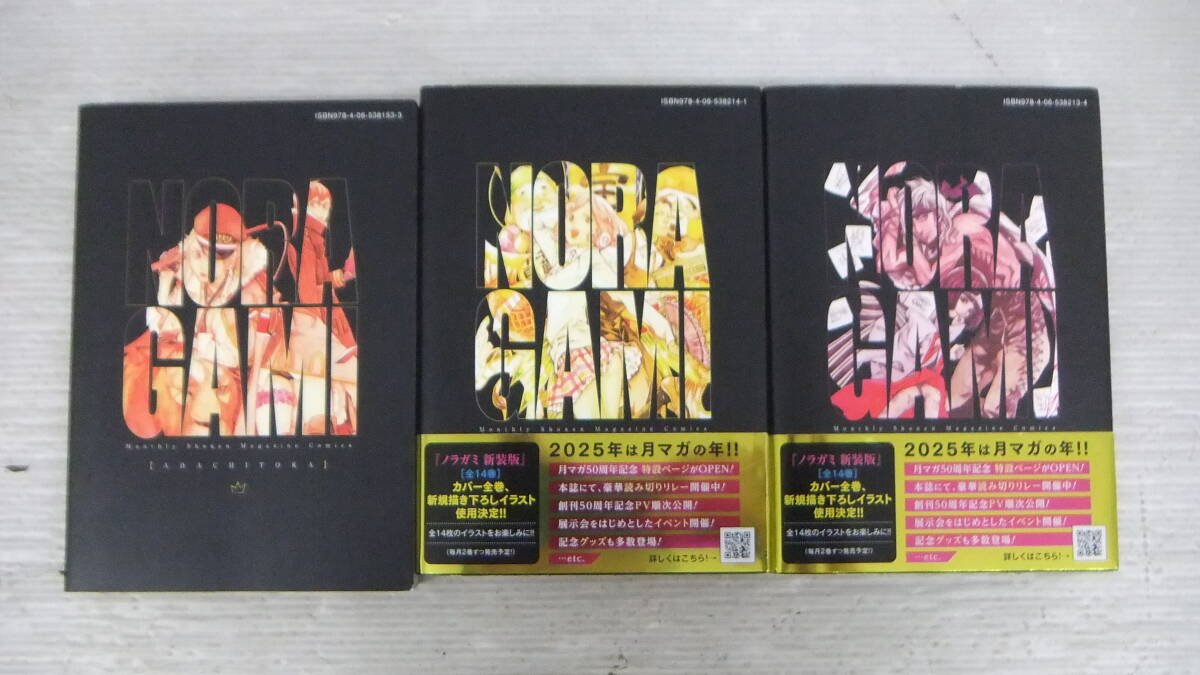 ISBN978-4-06-538153-3
NORA
GAMI
Monthly Shonen Magazine Comics
[ADACHITOKA]
ISBN978-4-06-538214-1
NORA
GAMI
Monthly Shonen Magazine Comics
『ノラガミ 新装版』
[全14巻]
カバー全巻、
新規描き下ろしイラスト
使用決定!!
全14枚のイラストをお楽しみに!!
(毎月2巻ずつ発売予定!)
2025年は月マガの年!!
月マガ50周年記念 特設ページがOPEN!
本誌にて、豪華読み切りリレー開催中!
創刊50周年記念PV順次公開!
展示会をはじめとしたイベント開催!
記念グッズも多数登場!
…etc.
詳しくはこちら!→
ISBN978-4-06-538213-4
NORA
GAMI
Monthly Shonen Magazine Comics
『ノラガミ 新装版』
[全14巻]
カバー全巻、
新規描き下ろしイラスト
使用決定!!
全14枚のイラストをお楽しみに!!
(毎月2巻ずつ発売予定!)
2025年は月マガの年!!
月マガ50周年記念 特設ページがOPEN!
本誌にて、豪華読み切りリレー開催中!
創刊50周年記念PV順次公開!
展示会をはじめとしたイベント開催!
記念グッズも多数登場!
…etc.
詳しくはこちら!→